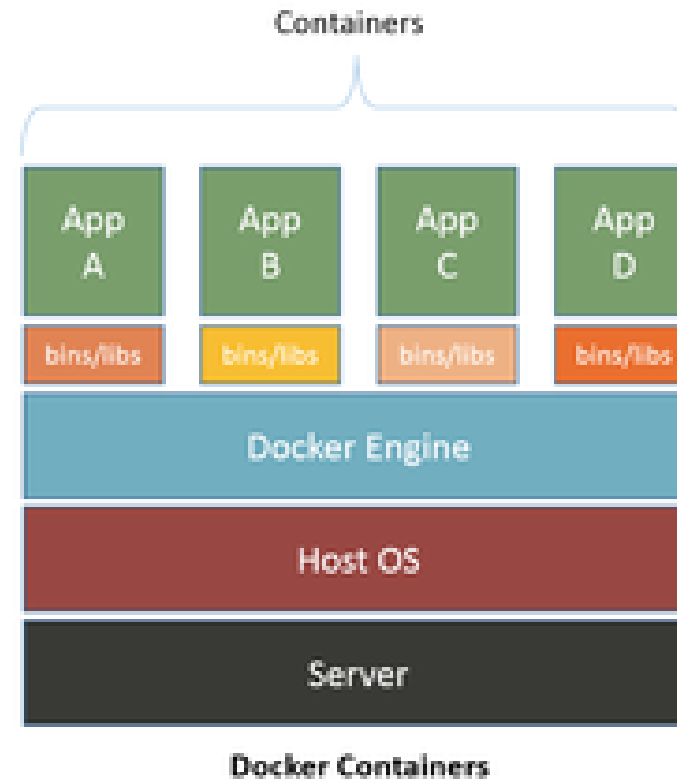 Containers
App
A
App
B
App
C
App
D
bins/libs
bins/libs
bins/libs
bins/libs
Docker Engine
Host OS
Server
Docker Containers